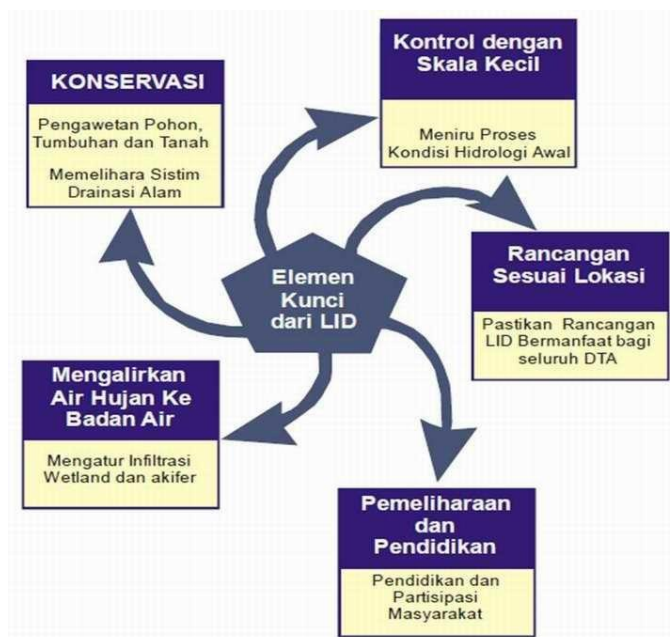 KONSERVASI
Pengawetan Pohon,
Tumbuhan dan Tanah
Memelihara Sistim
Drainasi Alam
Kontrol dengan
Skala Kecil
Meniru Proses
Kondisi Hidrologi Awal
Elemen
Kunci
dari LID
Rancangan
Sesuai Lokasi
Pastikan Rancangan
LID Bermanfaat bagi
seluruh DTA
Mengalirkan
Air Hujan Ke
Badan Air
Mengatur Infiltrasi
Wetland dan akifer
Pemeliharaan
dan
Pendidikan
Pendidikan dan
Partisipasi
Masyarakat